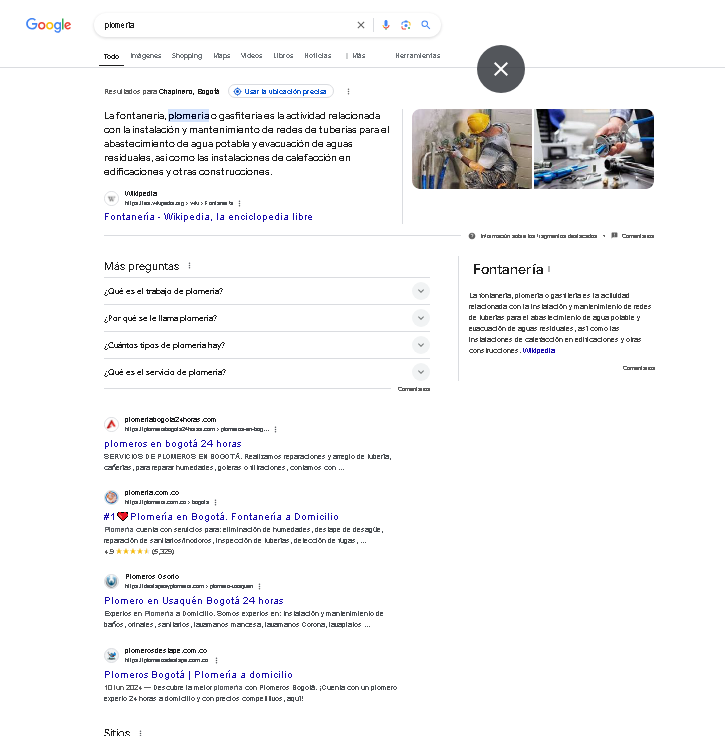 Google
plomería
Todo Imágenes Shopping Maps Videos Libros Noticias Más Herramientas
Resultados para Chapinero, Bogotá Usar la ubicación precisa
La fontanería, plomería o gasfitería es la actividad relacionada
con la instalación y mantenimiento de redes de tuberías para el
abastecimiento de agua potable y evacuación de aguas
residuales, así como las instalaciones de calefacción en
edificaciones y otras construcciones.
Wikipedia
https://es.wikipedia.org › wiki › Fontanería
Fontanería - Wikipedia, la enciclopedia libre
Información sobre los fragmentos destacados • Comentarios
Más preguntas
¿Qué es el trabajo de plomería?
¿Por qué se le llama plomería?
¿Cuántos tipos de plomería hay?
¿Qué es el servicio de plomería?
Comentarios
Fontanería
La fontanería, plomería o gasfitería es la actividad
relacionada con la instalación y mantenimiento de redes
de tuberías para el abastecimiento de agua potable y
evacuación de aguas residuales, así como las
instalaciones de calefacción en edificaciones y otras
construcciones. Wikipedia
Comentarios
plomeriabogota24horas.com
https://plomeriabogota24horas.com › plomeros-en-bog...
plomeros en bogotá 24 horas
SERVICIOS DE PLOMEROS EN BOGOTÁ. Realizamos reparaciones y arreglo de tubería,
cañerías, para reparar humedades, goteras o filtraciones, contamos con ...
plomeria.com.co
https://plomeria.com.co › bogota
#1❤Plomería en Bogotá. Fontanería a Domicilio
Plomería cuenta con servicios para: eliminación de humedades, destape de desagüe,
reparación de sanitarios/inodoros, inspección de tuberías, detección de fugas, ...
4,9 ★★★★★ (5,329)
Plomeros Osorio
Plomero en Usaquén Bogotá 24 horas
Expertos en Plomería a Domicilio. Somos expertos en: Instalación y mantenimiento de
baños, orinales, sanitarios, lavamanos mancesa, lavamanos Corona, lavaplatos ...
plomerosdestape.com.co
https://plomerosdestape.com.co
Plomeros Bogotá | Plomería a domicilio
10 jun 2024 — Descubre la mejor plomería con Plomeros Bogotá. ¡Cuenta con un plomero
experto 24 horas a domicilio y con precios competitivos, aquí!
Sitios